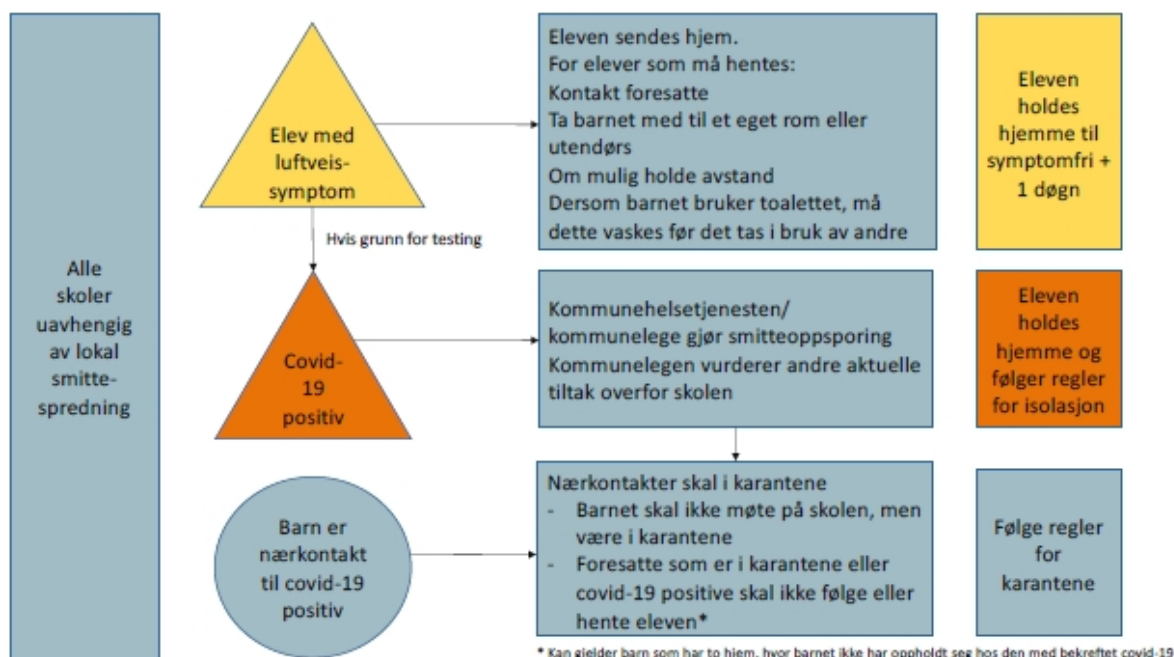 Alle
skoler
uavhengig
av lokal
smitte-
spredning
Elev med
luftveis-
symptom
Hvis grunn for testing
Eleven sendes hjem.
For elever som må hentes:
Kontakt foresatte
Ta barnet med til et eget rom eller
utendørs
Om mulig holde avstand
Dersom barnet bruker toalettet, må
dette vaskes før det tas i bruk av andre
Eleven
holdes
hjemme til
symptomfri +
1 døgn
Covid-
19
positiv
Kommunehelsetjenesten/
kommunelege gjør smitteoppsporing
Kommunelegen vurderer andre aktuelle
tiltak overfor skolen
Eleven
holdes
hjemme og
følger regler
for isolasjon
Barn er
nærkontakt
til covid-19
positiv
Nærkontakter skal i karantene
- Barnet skal ikke møte på skolen, men
være i karantene
- Foresatte som er i karantene eller
covid-19 positive skal ikke følge eller
hente eleven*
Følge regler
for
karantene
* Kan gjelder barn som har to hjem, hvor barnet ikke har oppholdt seg hos den med bekreftet covid-19